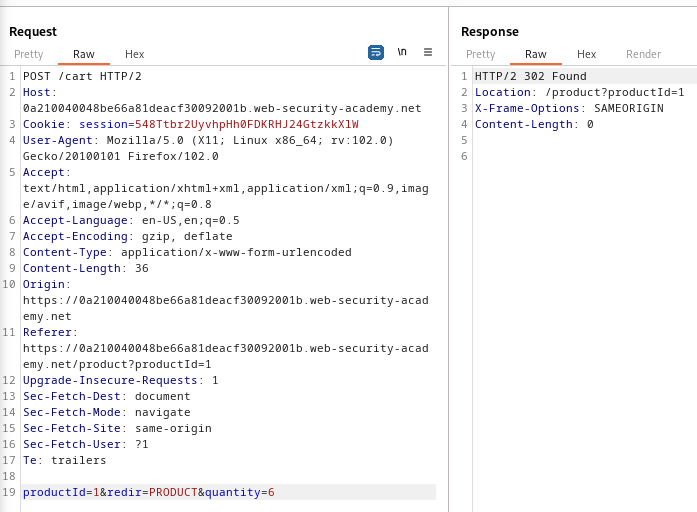 Request
Pretty Raw Hex
\n
1 POST /cart HTTP/2
2 Host:
0a210040048be66a81deacf30092001b.web-security-academy.net
3 Cookie: session=548Ttbr2UyvhpHh0FDKRHJ24GtzkkX1W
4 User-Agent: Mozilla/5.0 (X11; Linux x86_64; rv:102.0)
Gecko/20100101 Firefox/102.0
5 Accept:
text/html,application/xhtml+xml,application/xml;q=0.9,imag
e/avif,image/webp,*/*;q=0.8
6 Accept-Language: en-US,en;q=0.5
7 Accept-Encoding: gzip, deflate
8 Content-Type: application/x-www-form-urlencoded
9 Content-Length: 36
10 Origin:
https://0a210040048be66a81deacf30092001b.web-security-acad
emy.net
11 Referer:
https://0a210040048be66a81deacf30092001b.web-security-acad
emy.net/product?productId=1
12 Upgrade-Insecure-Requests: 1
13 Sec-Fetch-Dest: document
14 Sec-Fetch-Mode: navigate
15 Sec-Fetch-Site: same-origin
16 Sec-Fetch-User: ?1
17 Te: trailers
18
19 productId=1&redir=PRODUCT&quantity=6
Response
Pretty Raw Hex Render
1 HTTP/2 302 Found
2 Location: /product?productId=1
3 X-Frame-Options: SAMEORIGIN
4 Content-Length: 0
5
6